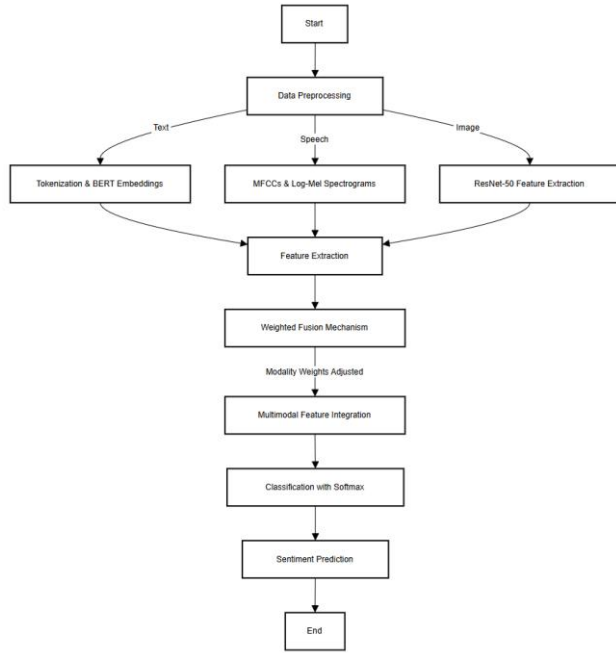 Start
Data Preprocessing
Text
Speech
Image
Tokenization & BERT Embeddings
MFCCs & Log-Mel Spectrograms
ResNet-50 Feature Extraction
Feature Extraction
Weighted Fusion Mechanism
Modality Weights Adjusted
Multimodal Feature Integration
Classification with Softmax
Sentiment Prediction
End